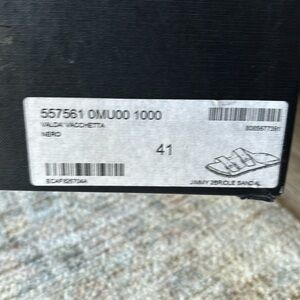 557561 0MU00 1000
VALDA VACCHETTA
NERO
41
JIMMY 2BRIDLE SANDAL